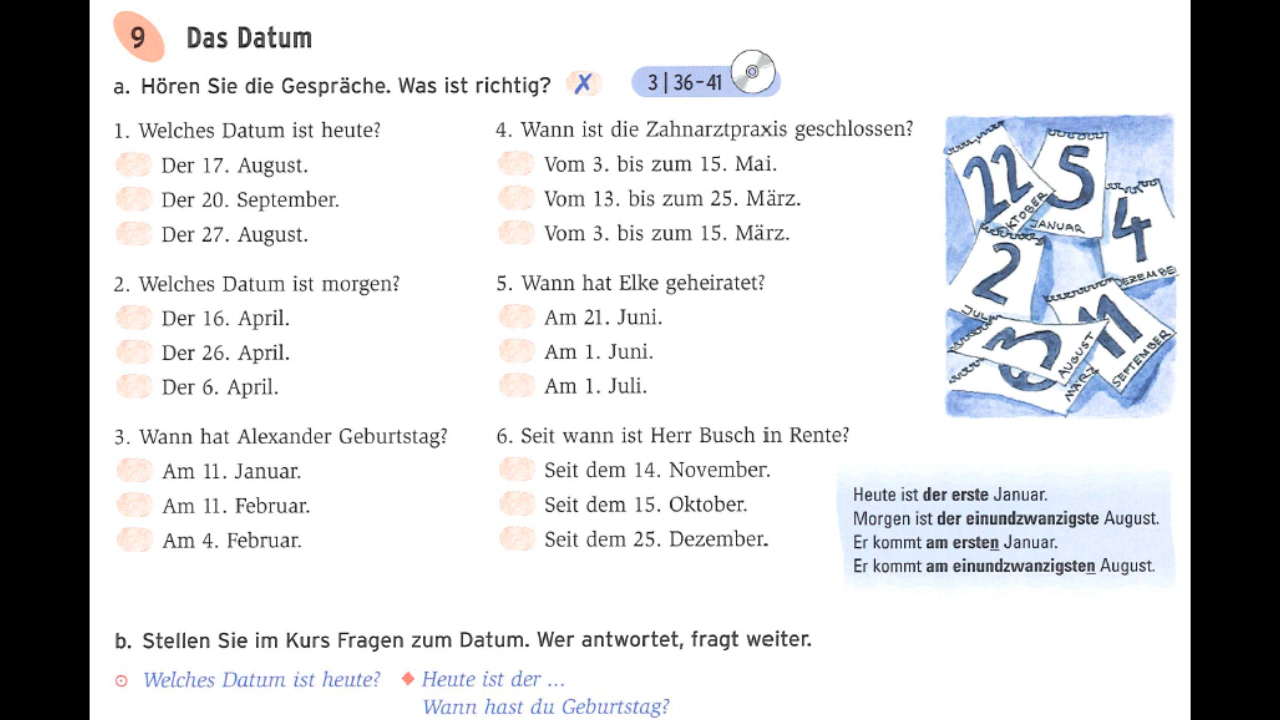 9 Das Datum
a. Hören Sie die Gespräche. Was ist richtig? ✗ 3 | 36-41
1. Welches Datum ist heute?
Der 17. August.
Der 20. September.
Der 27. August.
2. Welches Datum ist morgen?
Der 16. April.
Der 26. April.
Der 6. April.
3. Wann hat Alexander Geburtstag?
Am 11. Januar.
Am 11. Februar.
Am 4. Februar.
4. Wann ist die Zahnarztpraxis geschlossen?
Vom 3. bis zum 15. Mai.
Vom 13. bis zum 25. März.
Vom 3. bis zum 15. März.
5. Wann hat Elke geheiratet?
Am 21. Juni.
Am 1. Juni.
Am 1. Juli.
6. Seit wann ist Herr Busch in Rente?
Seit dem 14. November.
Seit dem 15. Oktober.
Seit dem 25. Dezember.
22
KTOBER
5
JANUAR
4
EZEMBE
2
JUL
11
SEPTEMBER
3
AUGUST
MÄRZ
Heute ist der erste Januar.
Morgen ist der einundzwanzigste August.
Er kommt am ersten Januar.
Er kommt am einundzwanzigsten August.
b. Stellen Sie im Kurs Fragen zum Datum. Wer antwortet, fragt weiter.
Welches Datum ist heute? Heute ist der ...
Wann hast du Geburtstag?